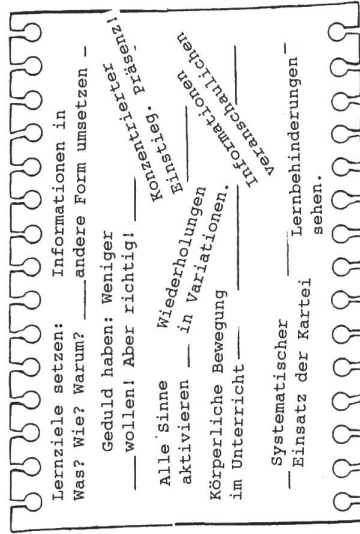 Lernziele setzen:
Was? Wie? Warum?
Informationen in
andere Form umsetzen
Geduld haben: Weniger
wollen! Aber richtig!
Konzentrierter
Einstieg. Präsenz!
Alle Sinne
aktivieren
Wiederholungen
in Variationen.
Informationen
veranschaulichen
Körperliche Bewegung
im Unterricht
Systematischer
Einsatz der Kartei
Lernbehinderungen
sehen.